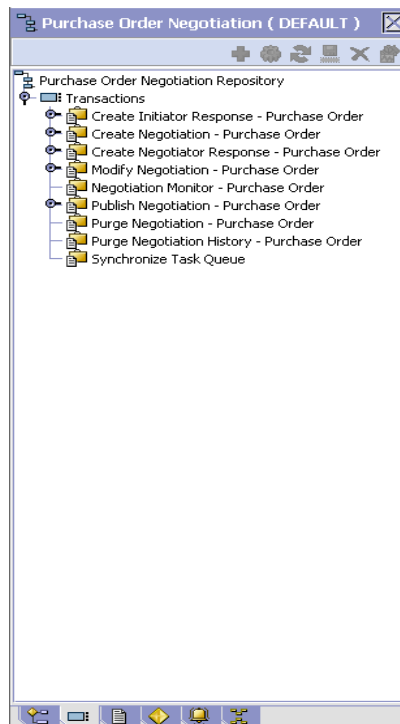 Purchase Order Negotiation ( DEFAULT )
Purchase Order Negotiation Repository
Transactions
Create Initiator Response - Purchase Order
Create Negotiation - Purchase Order
Create Negotiator Response - Purchase Order
Modify Negotiation - Purchase Order
Negotiation Monitor - Purchase Order
Publish Negotiation - Purchase Order
Purge Negotiation - Purchase Order
Purge Negotiation History - Purchase Order
Synchronize Task Queue